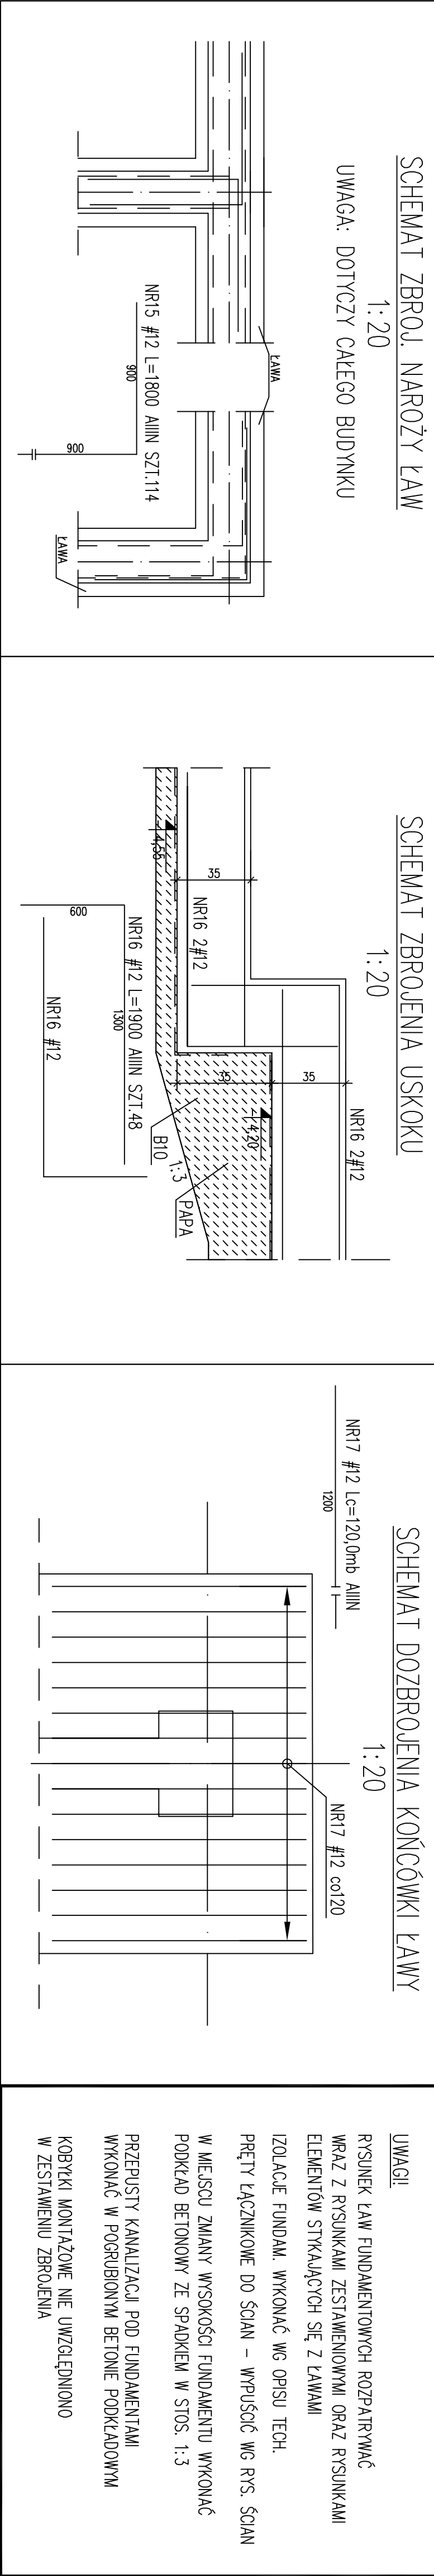 SCHEMAT ZBROJ. NAROŻY ŁAW
1:20
UWAGA: DOTYCZY CAŁEGO BUDYNKU
ŁAWA
NR15 #12 L=1800 AIIIN SZT.114
900
900
ŁAWA
SCHEMAT ZBROJENIA USKOKU
1:20
NR16 2#12
35
35
35
4,20
4,55
NR16 2#12
PAPA
1:3
B10
NR16 #12 L=1900 AIIIN SZT.48
1300
600
NR16 #12
SCHEMAT DOZBROJENIA KOŃCÓWKI ŁAWY
1:20
NR17 #12 Lc=120,0mb AIIIN
1200
NR17 #12 co120
UWAGI!
RYSUNEK ŁAW FUNDAMENTOWYCH ROZPATRYWAĆ
WRAZ Z RYSUNKAMI ZESTAWIENIOWYMI ORAZ RYSUNKAMI
ELEMENTÓW STYKAJĄCYCH SIĘ Z ŁAWAMI
IZOLACJE FUNDAM. WYKONAĆ WG OPISU TECH.
PRĘTY ŁĄCZNIKOWE DO ŚCIAN – WYPUŚCIĆ WG RYS. ŚCIAN
W MIEJSCU ZMIANY WYSOKOŚCI FUNDAMENTU WYKONAĆ
PODKŁAD BETONOWY ZE SPADKIEM W STOS. 1:3
PRZEPUSTY KANALIZACJI POD FUNDAMENTAMI
WYKONAĆ W POGRUBIONYM BETONIE PODKŁADOWYM
KOBYŁKI MONTAŻOWE NIE UWZGLĘDNIONO
W ZESTAWIENIU ZBROJENIA